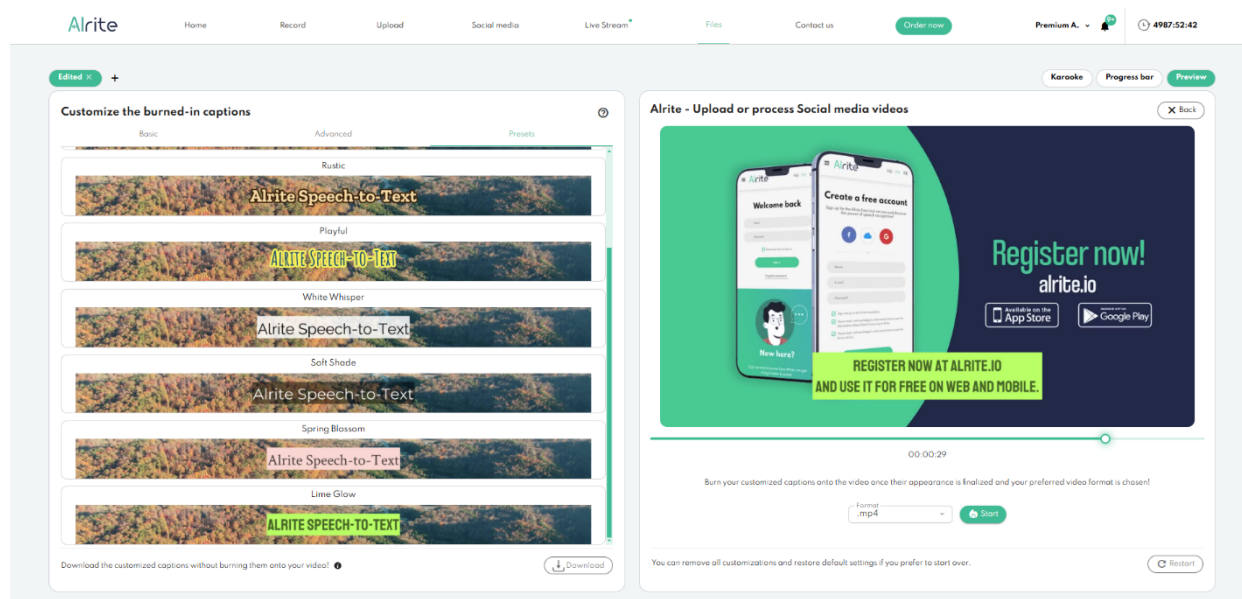 Alrite
Home
Record
Upload
Social media
Live Stream
Files
Contact us
Order now
Premium A.
9+
4987:52:42
Edited ×
+
Karaoke
Progress bar
Preview
Customize the burned-in captions
Basic
Advanced
Presets
Rustic
Alrite Speech-to-Text
Playful
ALRITE SPEECH-TO-TEXT
White Whisper
Alrite Speech-to-Text
Soft Shade
Alrite Speech-to-Text
Spring Blossom
Alrite Speech-to-Text
Lime Glow
ALRITE SPEECH-TO-TEXT
Download the customized captions without burning them onto your video!
Download
Alrite - Upload or process Social media videos
Back
Alrite
Welcome back
New here?
Alrite
Create a free account
Register now!
alrite.io
Available on the
App Store
Google Play
REGISTER NOW AT ALRITE.IO
AND USE IT FOR FREE ON WEB AND MOBILE.
00:00:29
Burn your customized captions onto the video once their appearance is finalized and your preferred video format is chosen!
Format
.mp4
Start
You can remove all customizations and restore default settings if you prefer to start over.
Restart